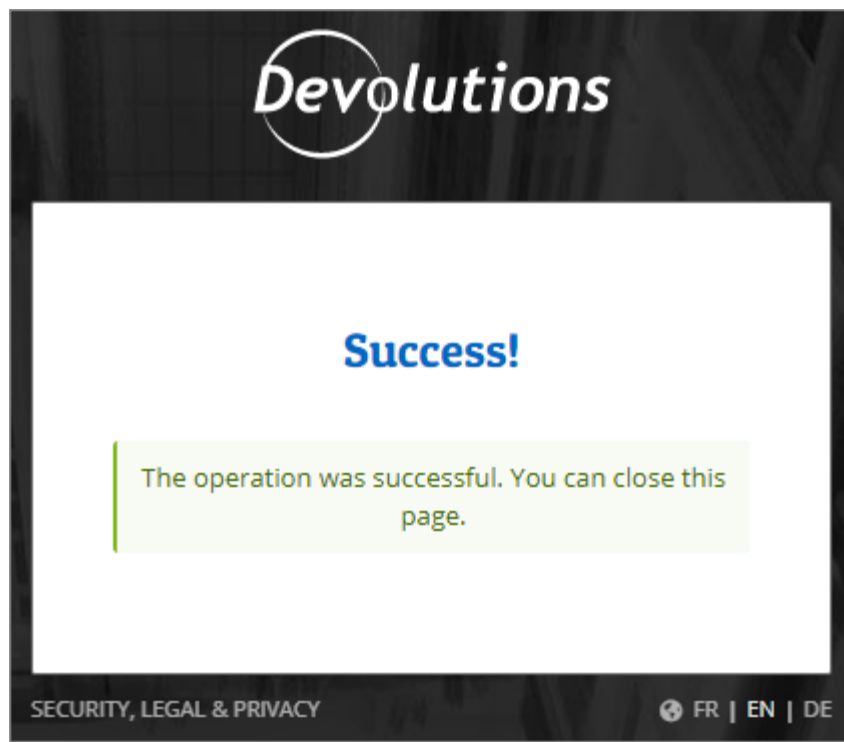 Devolutions
Success!
The operation was successful. You can close this
page.
SECURITY, LEGAL & PRIVACY
FR | EN | DE